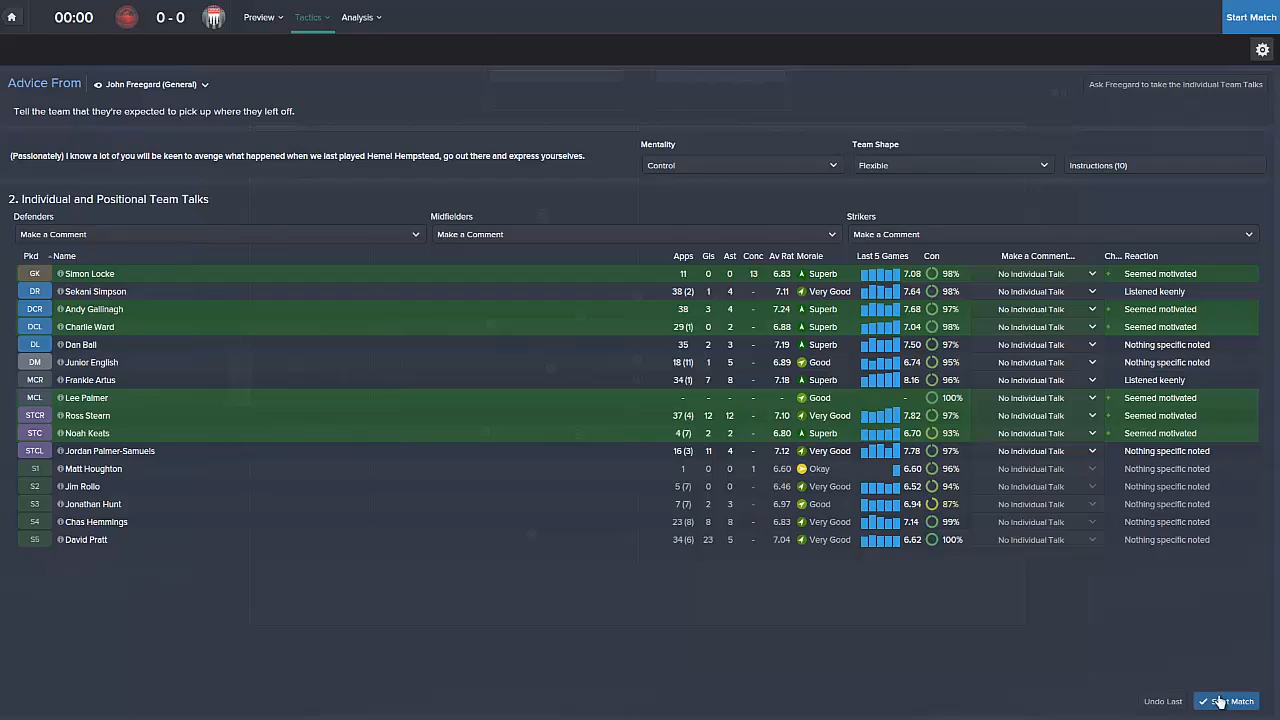 00:00 0 - 0 Preview Tactics Analysis Start Match
Advice From John Freegard (General) Ask Freegard to take the Individual Team Talks
Tell the team that they're expected to pick up where they left off.
Mentality Team Shape
(Passionately) I know a lot of you will be keen to avenge what happened when we last played Hemel Hempstead, go out there and express yourselves.
Control Flexible Instructions (10)
2. Individual and Positional Team Talks
Defenders Midfielders Strikers
Make a Comment Make a Comment Make a Comment
Pkd Name Apps Gls Ast Conc Av Rat Morale Last 5 Games Con Make a Comment... Ch... Reaction
GK Simon Locke 11 0 0 13 6.83 Superb 7.08 98% No Individual Talk Seemed motivated
DR Sekani Simpson 38 (2) 1 4 - 7.11 Very Good 7.64 98% No Individual Talk Listened keenly
DCR Andy Gallinagh 38 3 4 - 7.24 Superb 7.68 97% No Individual Talk Seemed motivated
DCL Charlie Ward 29 (1) 0 2 - 6.88 Superb 7.04 98% No Individual Talk Seemed motivated
DL Dan Ball 35 2 3 - 7.19 Superb 7.50 97% No Individual Talk Nothing specific noted
DM Junior English 18 (11) 1 5 - 6.89 Good 6.74 95% No Individual Talk Nothing specific noted
MCR Frankie Artus 34 (1) 7 8 - 7.18 Superb 8.16 96% No Individual Talk Listened keenly
MCL Lee Palmer - - - - - Good - 100% No Individual Talk Seemed motivated
STCR Ross Stearn 37 (4) 12 12 - 7.10 Very Good 7.82 97% No Individual Talk Seemed motivated
STC Noah Keats 4 (7) 2 2 - 6.80 Superb 6.70 93% No Individual Talk Seemed motivated
STCL Jordan Palmer-Samuels 16 (3) 11 4 - 7.12 Very Good 7.78 97% No Individual Talk Nothing specific noted
S1 Matt Houghton 1 0 0 1 6.60 Okay 6.60 96% No Individual Talk Nothing specific noted
S2 Jim Rollo 5 (7) 0 0 - 6.46 Very Good 6.52 94% No Individual Talk Nothing specific noted
S3 Jonathan Hunt 7 (7) 2 3 - 6.97 Good 6.94 87% No Individual Talk Nothing specific noted
S4 Chas Hemmings 23 (8) 8 8 - 6.83 Very Good 7.14 99% No Individual Talk Nothing specific noted
S5 David Pratt 34 (6) 23 5 - 7.04 Very Good 6.62 100% No Individual Talk Nothing specific noted
Undo Last Start Match